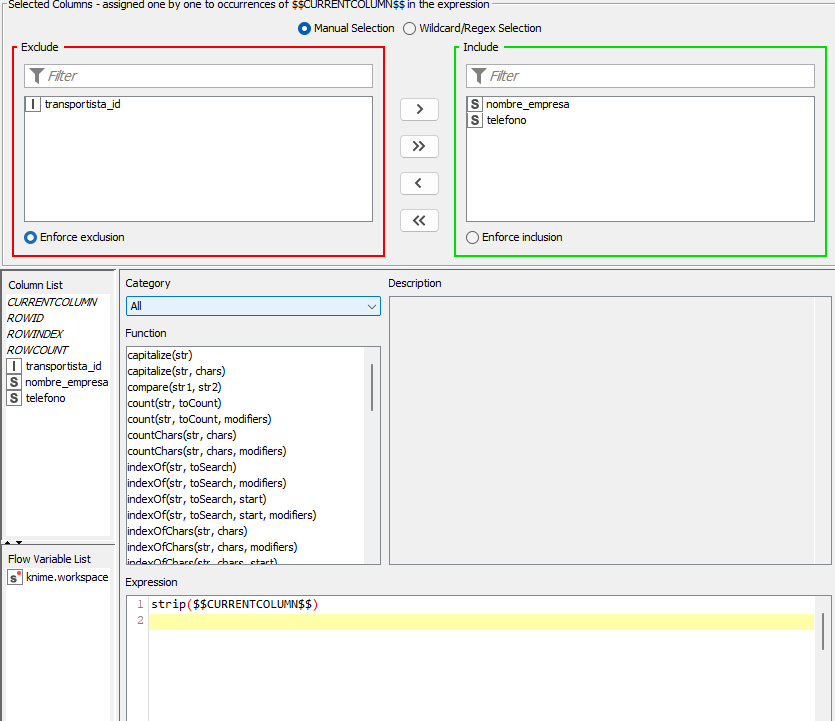 Selected Columns - assigned one by one to occurrences of $$CURRENTCOLUMN$$ in the expression
Manual Selection Wildcard/Regex Selection
Exclude
Filter
I transportista_id
Enforce exclusion
>
>>
<
<<
Include
Filter
S nombre_empresa
S telefono
Enforce inclusion
Column List
CURRENTCOLUMN
ROWID
ROWINDEX
ROWCOUNT
I transportista_id
S nombre_empresa
S telefono
Flow Variable List
s knime.workspace
Category
All
Function
capitalize(str)
capitalize(str, chars)
compare(str1, str2)
count(str, toCount)
count(str, toCount, modifiers)
countChars(str, chars)
countChars(str, chars, modifiers)
indexOf(str, toSearch)
indexOf(str, toSearch, modifiers)
indexOf(str, toSearch, start)
indexOf(str, toSearch, start, modifiers)
indexOfChars(str, chars)
indexOfChars(str, chars, modifiers)
indexOfChars(str, chars, start)
Description
Expression
1 strip($$CURRENTCOLUMN$$)
2